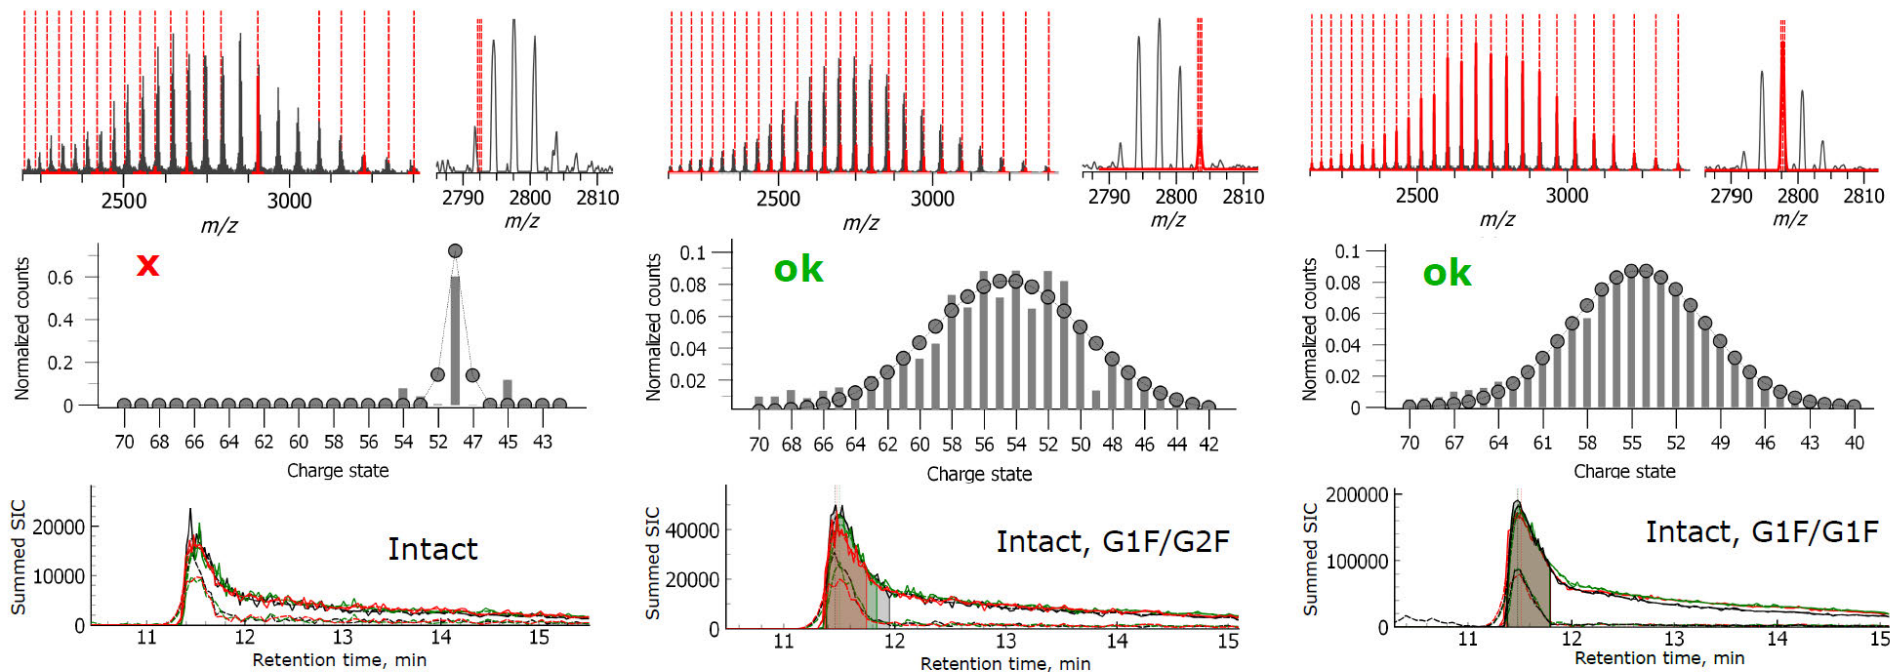 2500 3000
m/z
2790 2800 2810
m/z
2500 3000
m/z
2790 2800 2810
m/z
2500 3000
m/z
2790 2800 2810
m/z
x
Normalized counts
0.6
0.4
0.2
0
70 68 66 64 62 60 58 56 54 52 47 45 43
Charge state
ok
Normalized counts
0.1
0.08
0.06
0.04
0.02
70 68 66 64 62 60 58 56 54 52 50 48 46 44 42
Charge state
ok
Normalized counts
0.1
0.08
0.06
0.04
0.02
0
70 67 64 61 58 55 52 49 46 43 40
Charge state
Intact
Summed SIC
20000
10000
0
11 12 13 14 15
Retention time, min
Intact, G1F/G2F
Summed SIC
40000
20000
0
11 12 13 14 15
Retention time, min
Intact, G1F/G1F
Summed SIC
200000
100000
0
11 12 13 14 15
Retention time, min